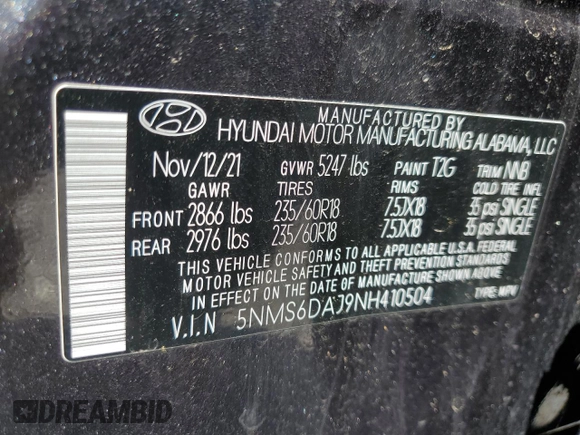 MANUFACTURED BY
HYUNDAI MOTOR MANUFACTURING ALABAMA, LLC
Nov/12/21 GVWR 5247 lbs PAINT T2G TRIM NNB
GAWR TIRES RIMS COLD TIRE INFL
FRONT 2866 lbs 235/60R18 7.5JX18 35 psi SINGLE
REAR 2976 lbs 235/60R18 7.5JX18 35 psi SINGLE
THIS VEHICLE CONFORMS TO ALL APPLICABLE U.S.A. FEDERAL
MOTOR VEHICLE SAFETY AND THEFT PREVENTION STANDARDS
IN EFFECT ON THE DATE OF MANUFACTURE SHOWN ABOVE.
V.I.N 5NMS6DAJ9NH410504 TYPE: MPV
DREAMBID